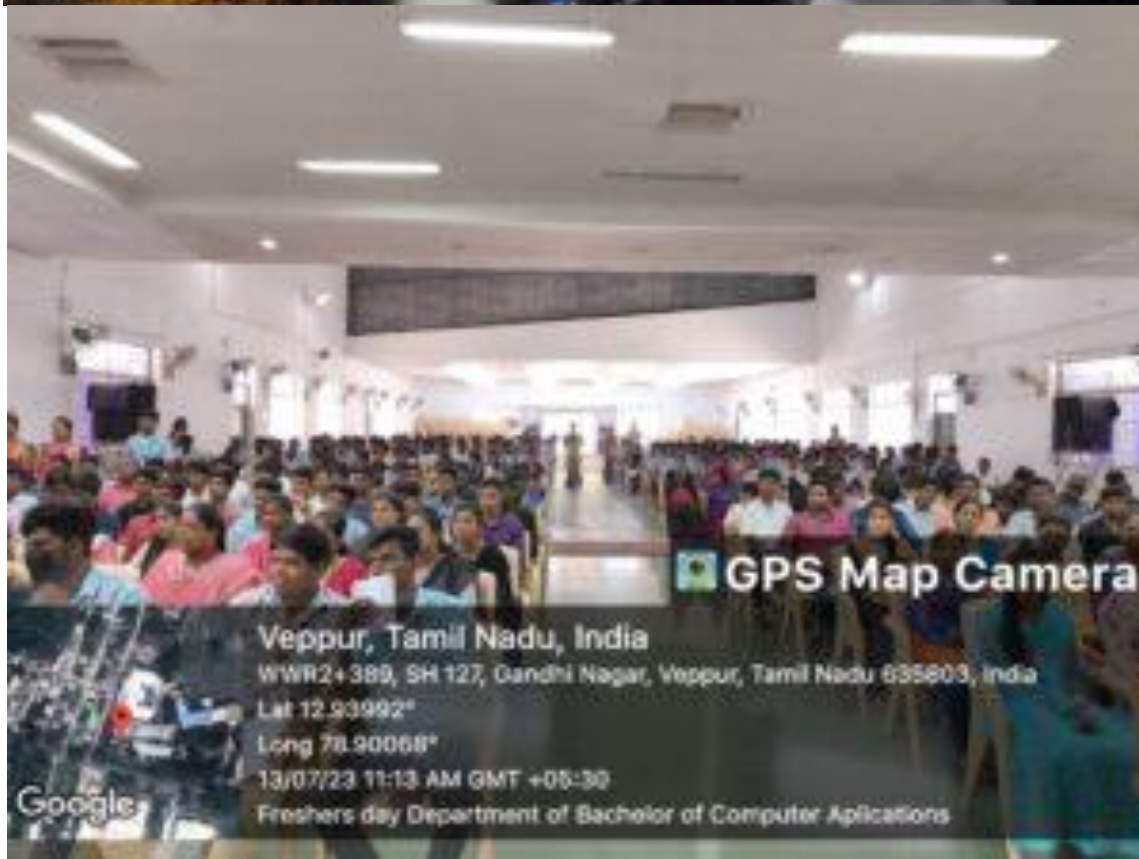 GPS Map Camera
Veppur, Tamil Nadu, India
WWR2+389, SH 127, Gandhi Nagar, Veppur, Tamil Nadu 635803, India
Lat 12.93992°
Long 78.90068°
13/07/23 11:13 AM GMT +05:30
Google
Freshers day Department of Bachelor of Computer Aplications